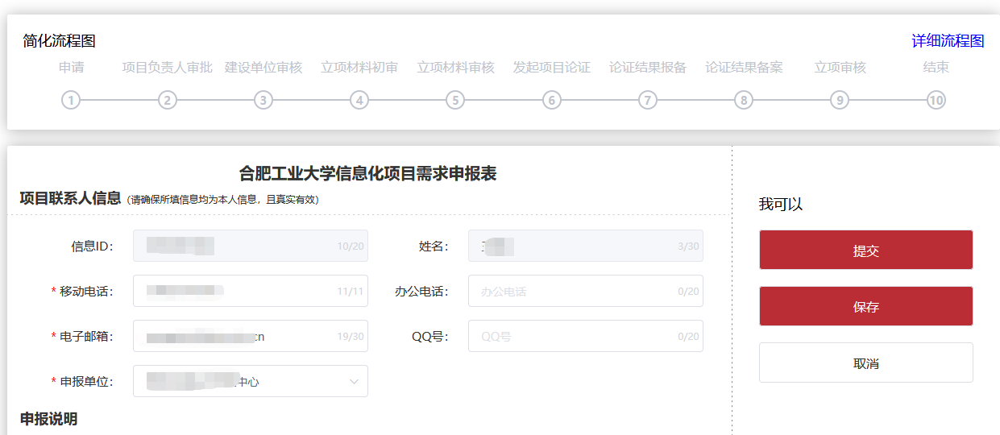 简化流程图 详细流程图
申请 项目负责人审批 建设单位审核 立项材料初审 立项材料审核 发起项目论证 论证结果报备 论证结果备案 立项审核 结束
1 2 3 4 5 6 7 8 9 10
合肥工业大学信息化项目需求申报表
项目联系人信息（请确保所填信息均为本人信息，且真实有效）
我可以
信息ID： 10/20 姓名： 3/30
提交
* 移动电话： 11/11 办公电话： 办公电话 0/20
保存
* 电子邮箱： cn 19/30 QQ号： QQ号 0/20
取消
* 申报单位： 中心
申报说明